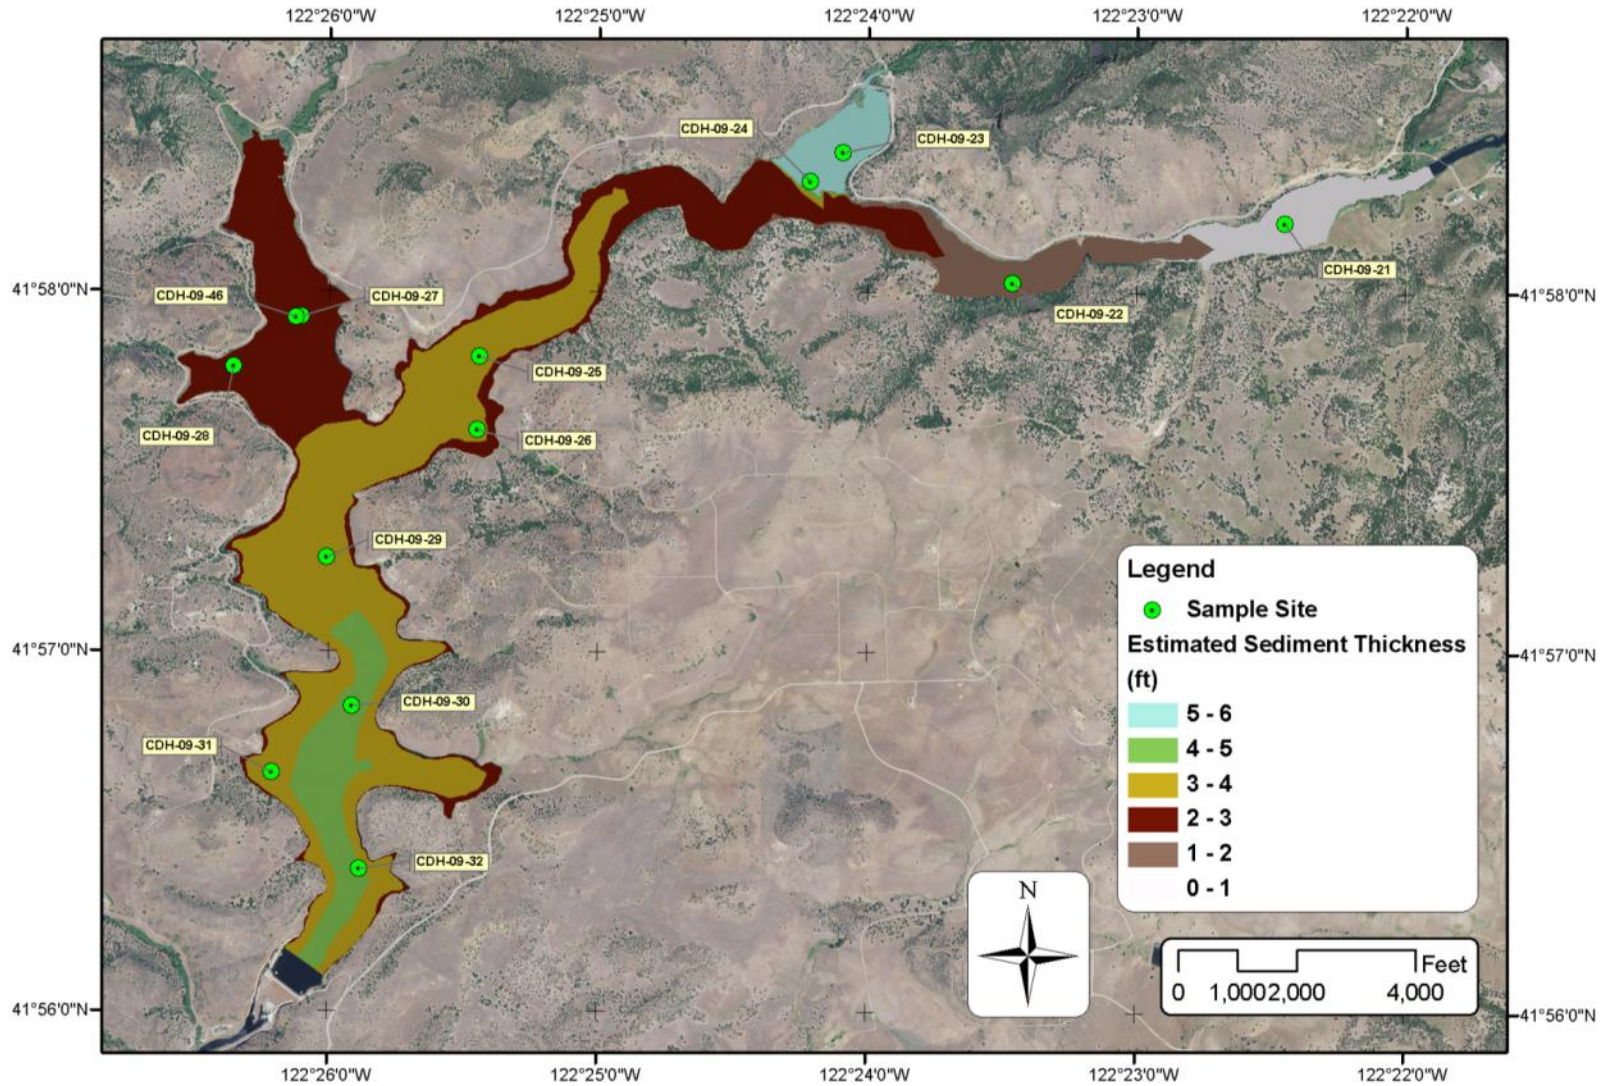 122°26'0"W 122°25'0"W 122°24'0"W 122°23'0"W 122°22'0"W
CDH-09-24
CDH-09-23
CDH-09-21
41°58'0"N
CDH-09-46
CDH-09-27
41°58'0"N
CDH-09-22
CDH-09-25
CDH-09-28
CDH-09-26
CDH-09-29
Legend
Sample Site
Estimated Sediment Thickness
(ft)
5 - 6
4 - 5
3 - 4
2 - 3
1 - 2
0 - 1
41°57'0"N
41°57'0"N
CDH-09-30
CDH-09-31
CDH-09-32
N
Feet
0 1,000 2,000 4,000
41°56'0"N
41°56'0"N
122°26'0"W 122°25'0"W 122°24'0"W 122°23'0"W 122°22'0"W